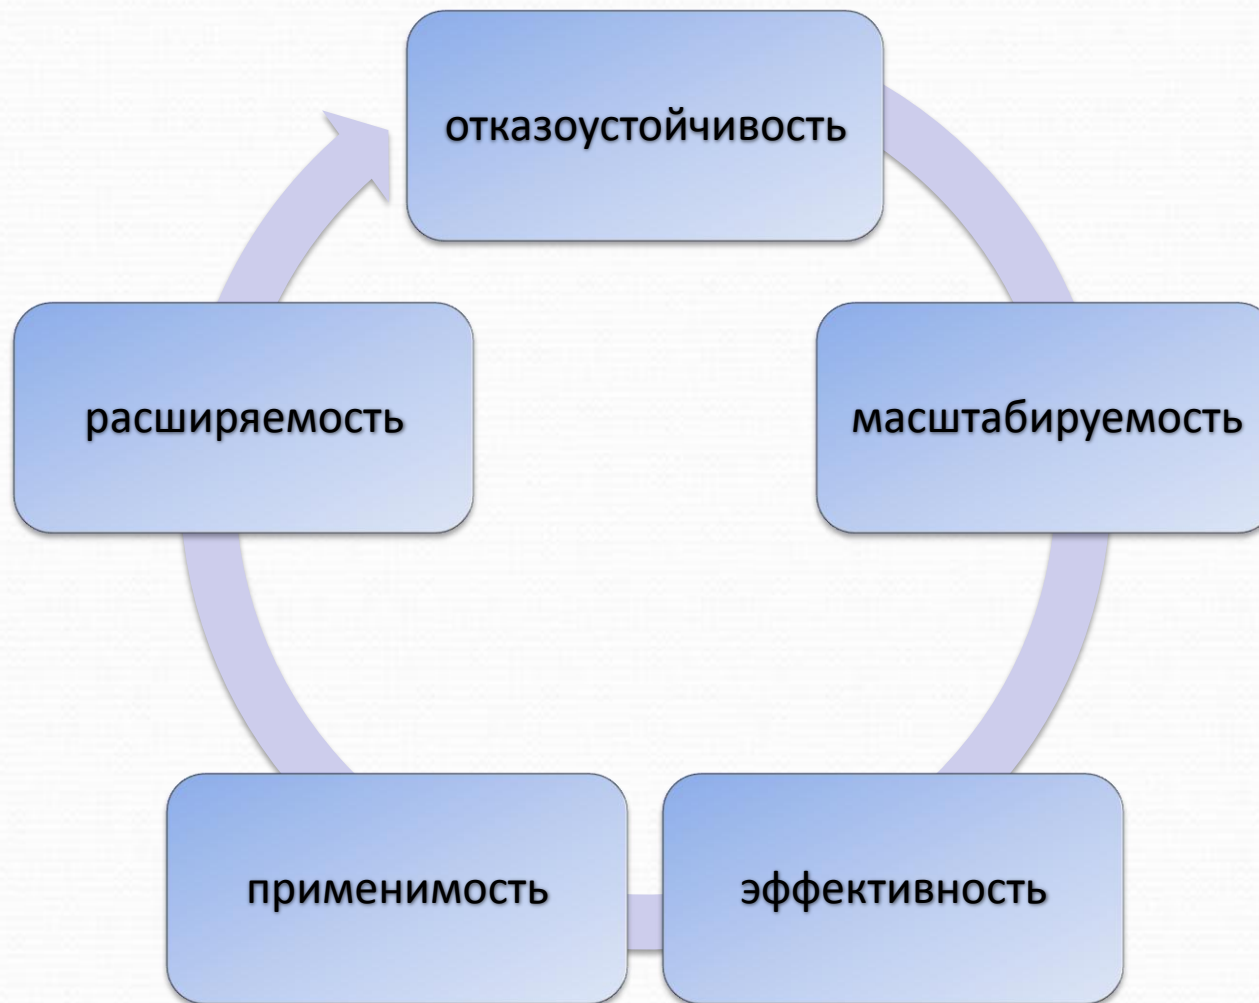 отказоустойчивость
расширяемость
масштабируемость
применимость
эффективность